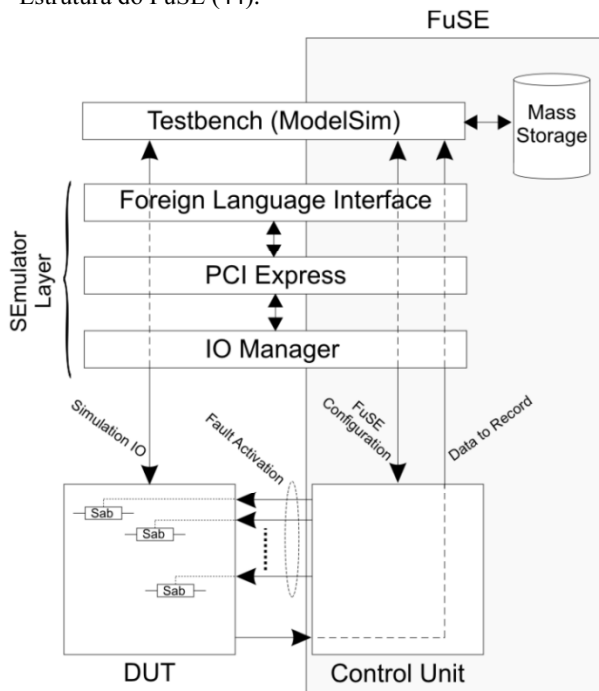 Estrutura do FuSE (44).
FuSE
Testbench (ModelSim)
Mass
Storage
Foreign Language Interface
SEmulator
Layer
PCI Express
IO Manager
Simulation IO
Fault Activation
FuSE
Configuration
Data to Record
Sab
Sab
Sab
DUT
Control Unit